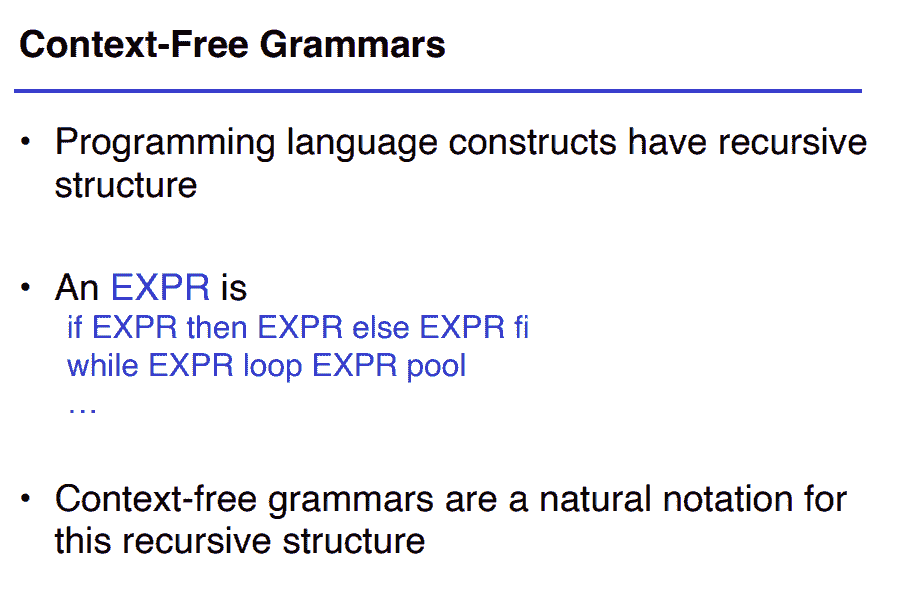 Context-Free Grammars
• Programming language constructs have recursive
structure
• An EXPR is
if EXPR then EXPR else EXPR fi
while EXPR loop EXPR pool
…
• Context-free grammars are a natural notation for
this recursive structure